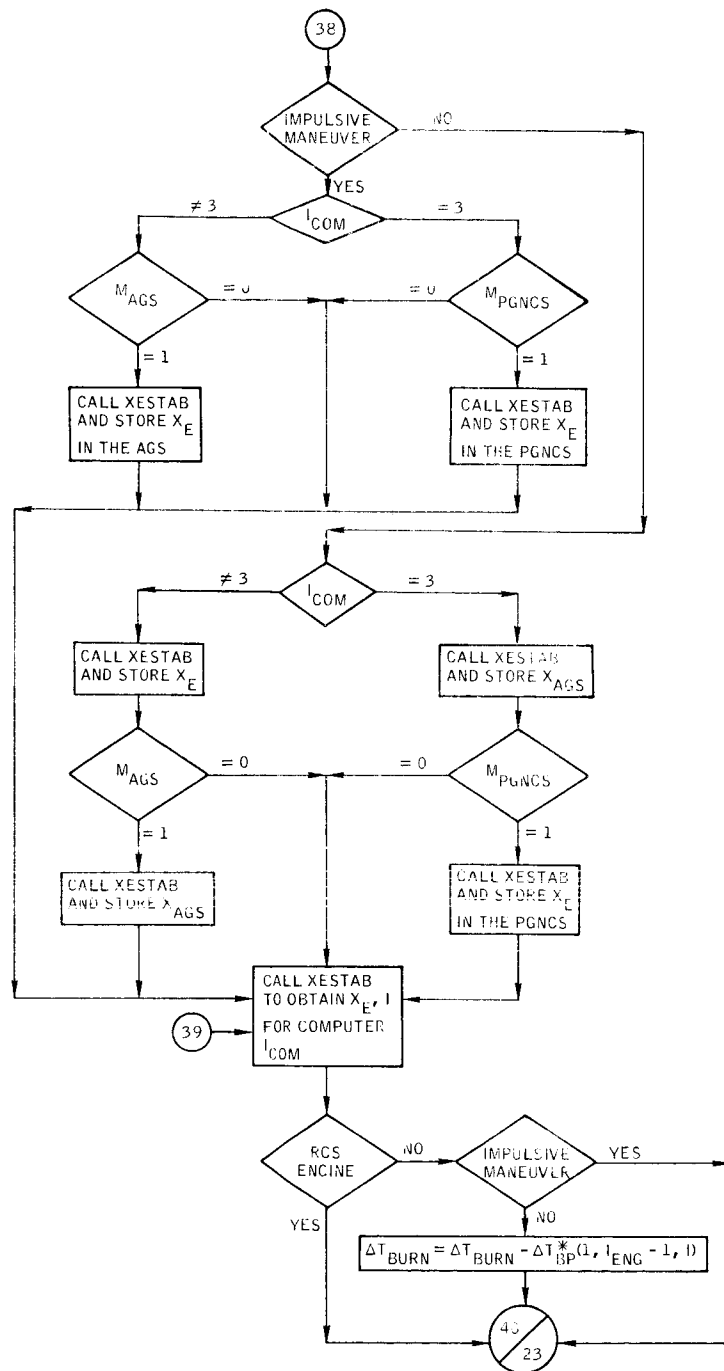 38
IMPULSIVE
MANEUVER
NO
YES
≠ 3
I_COM
= 3
M_AGS
= 0
= 0
M_PGNCS
= 1
= 1
CALL XESTAB
AND STORE X_E
IN THE AGS
CALL XESTAB
AND STORE X_E
IN THE PGNCS
≠ 3
I_COM
= 3
CALL XESTAB
AND STORE X_E
CALL XESTAB
AND STORE X_AGS
M_AGS
= 0
= 0
M_PGNCS
= 1
= 1
CALL XESTAB
AND STORE X_AGS
CALL XESTAB
AND STORE X_E
IN THE PGNCS
CALL XESTAB
TO OBTAIN X_E, I
FOR COMPUTER
I_COM
39
RCS
ENGINE
NO
IMPULSIVE
MANEUVER
YES
YES
NO
ΔT_BURN = ΔT_BURN - ΔT*_BP(1, I_ENG - 1, I)
23